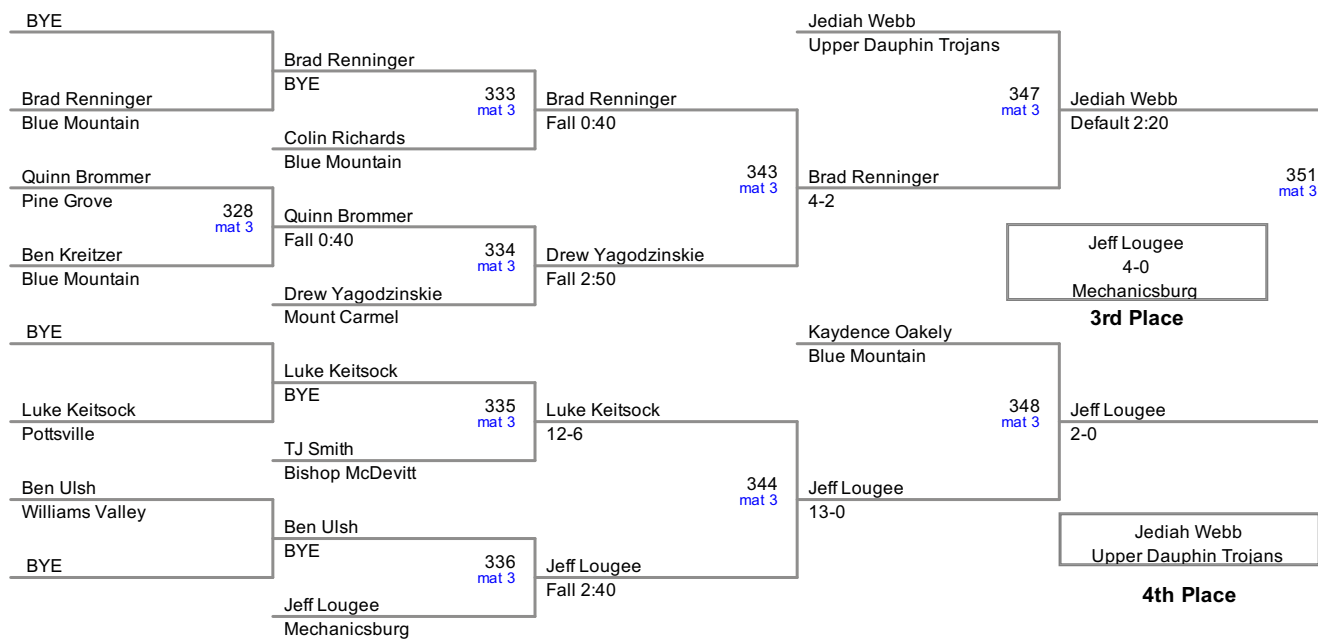 BYE
Brad Renninger
Blue Mountain
Quinn Brommer
Pine Grove
328
mat 3
Ben Kreitzer
Blue Mountain
BYE
Luke Keitsock
Pottsville
Ben Ulsh
Williams Valley
BYE
Brad Renninger
BYE
333
mat 3
Colin Richards
Blue Mountain
Quinn Brommer
Fall 0:40
334
mat 3
Drew Yagodzinskie
Mount Carmel
Luke Keitsock
BYE
335
mat 3
TJ Smith
Bishop McDevitt
Ben Ulsh
BYE
336
mat 3
Jeff Lougee
Mechanicsburg
Brad Renninger
Fall 0:40
343
mat 3
Drew Yagodzinskie
Fall 2:50
Luke Keitsock
12-6
344
mat 3
Jeff Lougee
Fall 2:40
Jediah Webb
Upper Dauphin Trojans
347
mat 3
Brad Renninger
4-2
Kaydence Oakely
Blue Mountain
348
mat 3
Jeff Lougee
13-0
Jediah Webb
Default 2:20
351
mat 3
Jeff Lougee
4-0
Mechanicsburg
3rd Place
Jeff Lougee
2-0
Jediah Webb
Upper Dauphin Trojans
4th Place